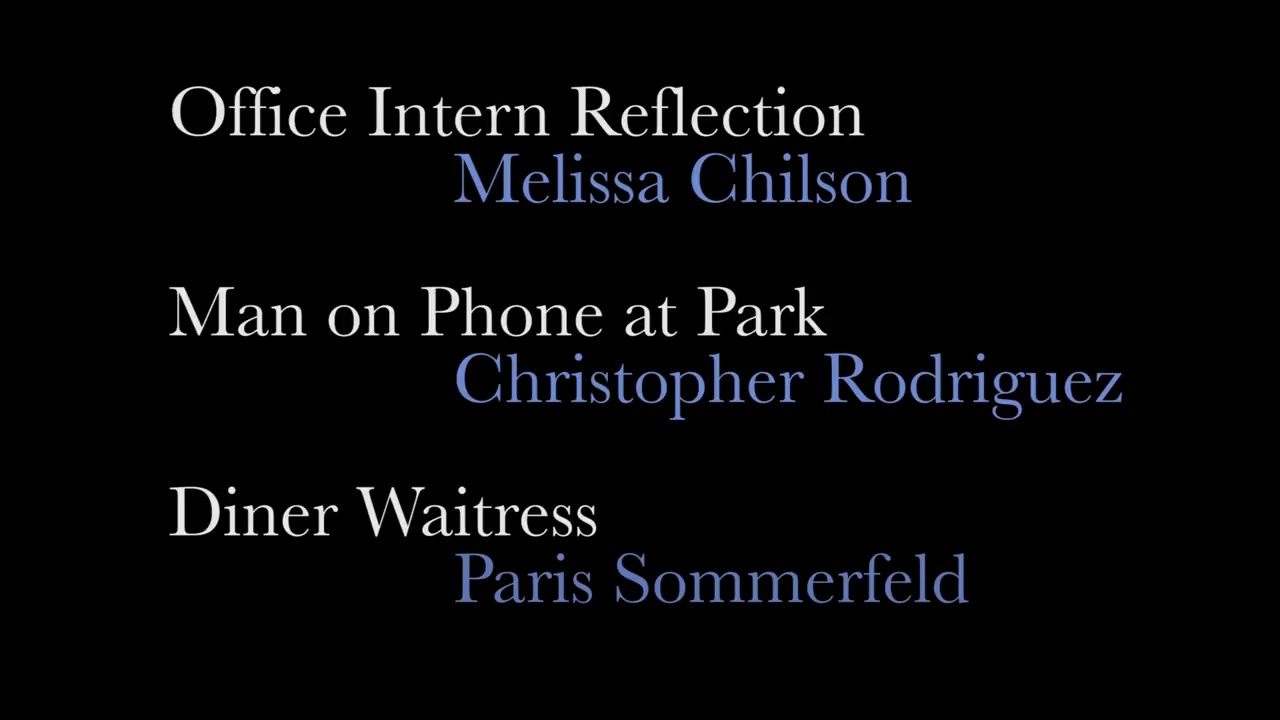 Office Intern Reflection
Melissa Chilson
Man on Phone at Park
Christopher Rodriguez
Diner Waitress
Paris Sommerfeld